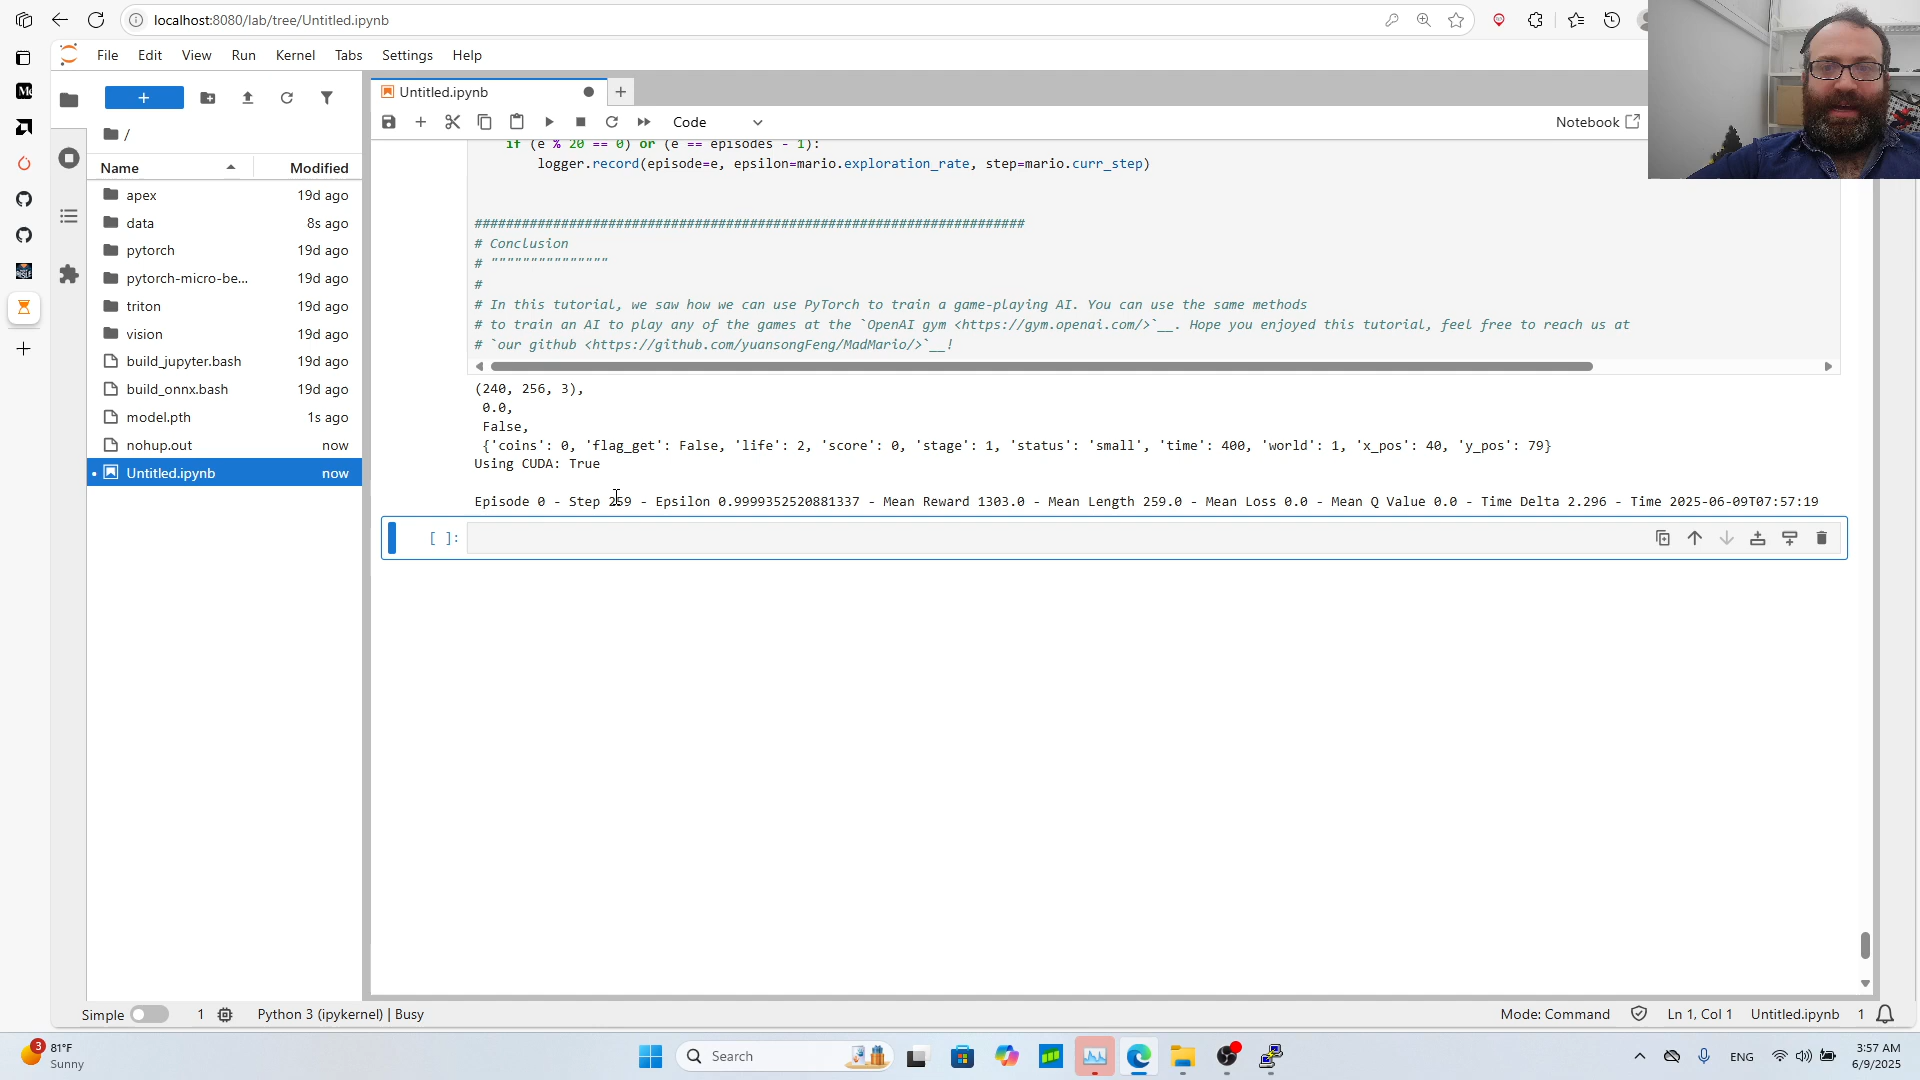 localhost:8080/lab/tree/Untitled.ipynb
File Edit View Run Kernel Tabs Settings Help
Untitled.ipynb
Code
Notebook
/
Name Modified
apex 19d ago
data 8s ago
pytorch 19d ago
pytorch-micro-be... 19d ago
triton 19d ago
vision 19d ago
build_jupyter.bash 19d ago
build_onnx.bash 19d ago
model.pth 1s ago
nohup.out now
Untitled.ipynb now
if (e % 20 == 0) or (e == episodes - 1):
logger.record(episode=e, epsilon=mario.exploration_rate, step=mario.curr_step)
######################################################################
# Conclusion
# """""""""""""""
#
# In this tutorial, we saw how we can use PyTorch to train a game-playing AI. You can use the same methods
# to train an AI to play any of the games at the `OpenAI gym <https://gym.openai.com/>`__. Hope you enjoyed this tutorial, feel free to reach us at
# `our github <https://github.com/yuansongFeng/MadMario/>`__!
(240, 256, 3),
0.0,
False,
{'coins': 0, 'flag_get': False, 'life': 2, 'score': 0, 'stage': 1, 'status': 'small', 'time': 400, 'world': 1, 'x_pos': 40, 'y_pos': 79}
Using CUDA: True
Episode 0 - Step 259 - Epsilon 0.9999352520881337 - Mean Reward 1303.0 - Mean Length 259.0 - Mean Loss 0.0 - Mean Q Value 0.0 - Time Delta 2.296 - Time 2025-06-09T07:57:19
[ ]:
Simple 1 Python 3 (ipykernel) | Busy
Mode: Command Ln 1, Col 1 Untitled.ipynb 1
3
81°F
Sunny
Search
ENG
3:57 AM
6/9/2025